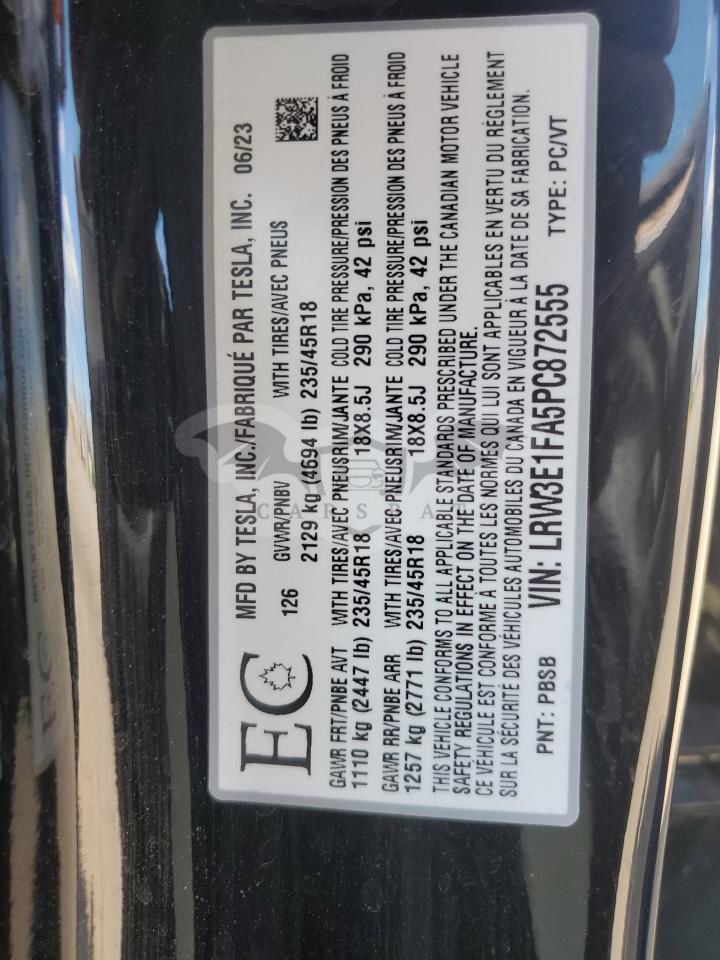 EC
MFD BY TESLA, INC./FABRIQUÉ PAR TESLA, INC. 06/23
126 GVWR/PNBV WITH TIRES/AVEC PNEUS
2129 kg (4694 lb) 235/45R18
GAWR FRT/PNBE AVT WITH TIRES/AVEC PNEUS RIM/JANTE COLD TIRE PRESSURE/PRESSION DES PNEUS À FROID
1110 kg (2447 lb) 235/45R18 18X8.5J 290 kPa, 42 psi
GAWR RR/PNBE ARR WITH TIRES/AVEC PNEUS RIM/JANTE COLD TIRE PRESSURE/PRESSION DES PNEUS À FROID
1257 kg (2771 lb) 235/45R18 18X8.5J 290 kPa, 42 psi
THIS VEHICLE CONFORMS TO ALL APPLICABLE STANDARDS PRESCRIBED UNDER THE CANADIAN MOTOR VEHICLE
SAFETY REGULATIONS IN EFFECT ON THE DATE OF MANUFACTURE.
CE VÉHICULE EST CONFORME À TOUTES LES NORMES QUI LUI SONT APPLICABLES EN VERTU DU RÈGLEMENT
SUR LA SÉCURITÉ DES VÉHICULES AUTOMOBILES DU CANADA EN VIGUEUR À LA DATE DE SA FABRICATION.
PNT: PBSB VIN: LRW3E1FA5PC872555 TYPE: PC/VT